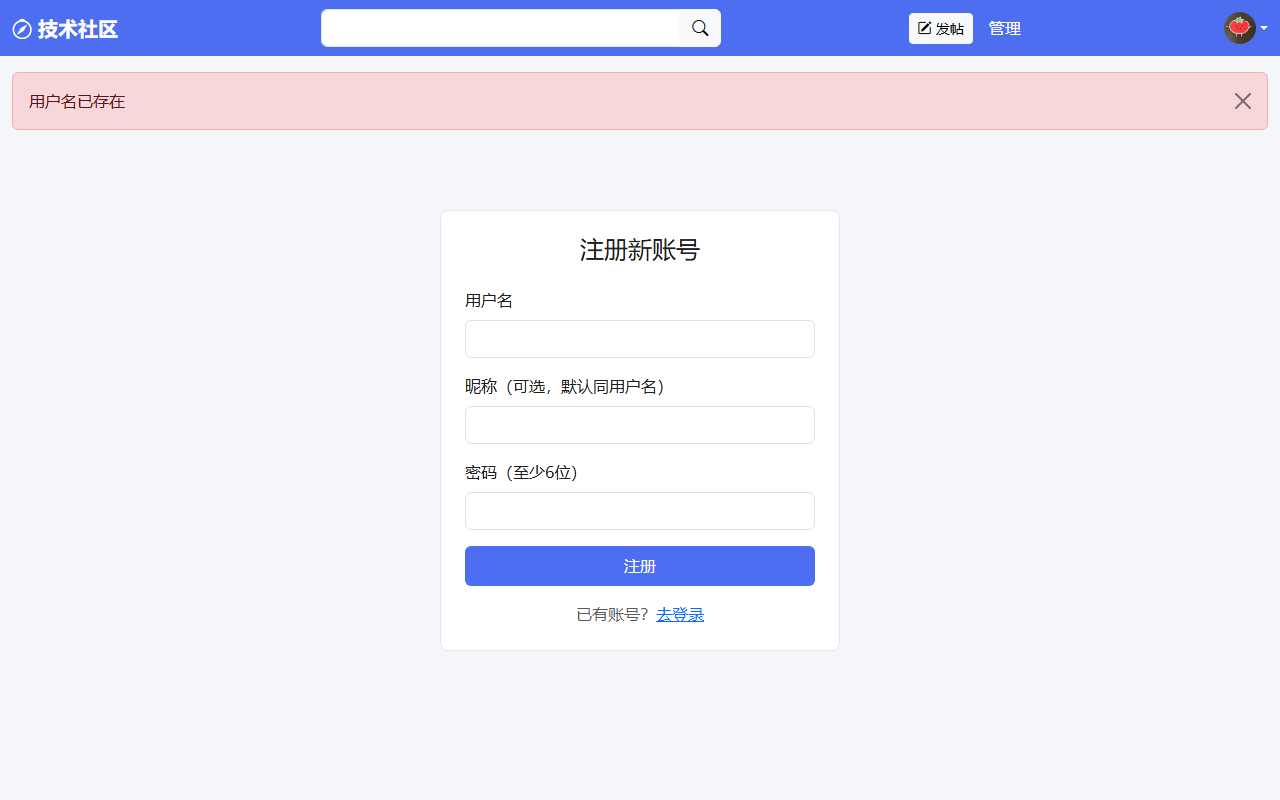 技术社区
发帖
管理
用户名已存在
注册新账号
用户名
昵称（可选，默认同用户名）
密码（至少6位）
注册
已有账号？去登录